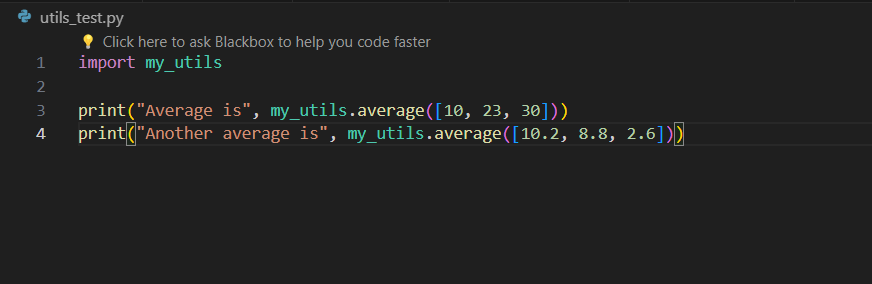 utils_test.py
Click here to ask Blackbox to help you code faster
1 import my_utils
2
3 print("Average is", my_utils.average([10, 23, 30]))
4 print("Another average is", my_utils.average([10.2, 8.8, 2.6]))